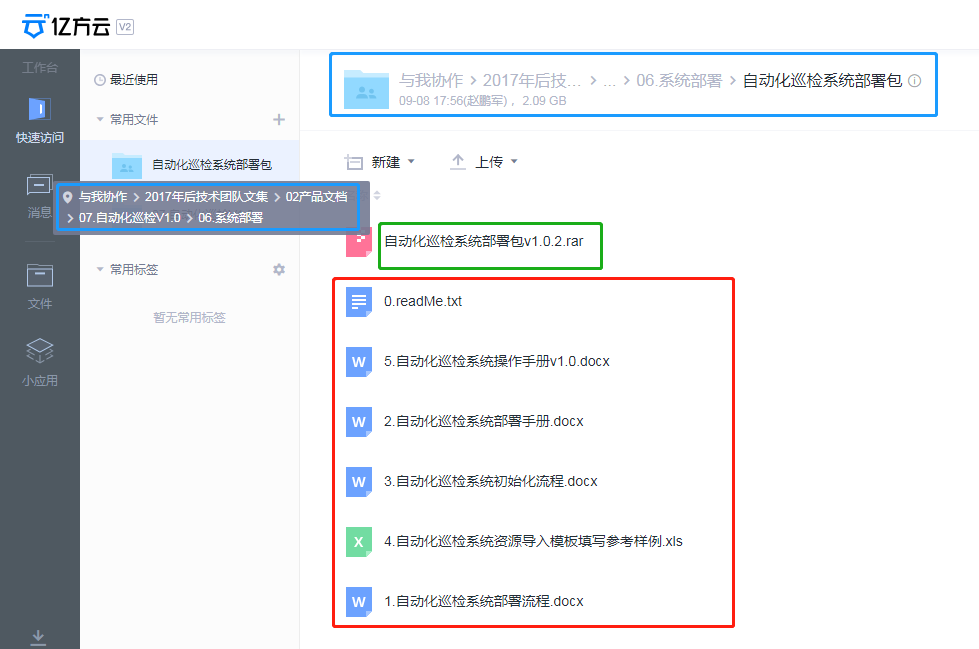 亿方云 V2
工作台
快速访问
消息
文件
小应用
最近使用
常用文件
自动化巡检系统部署包
与我协作 > 2017年后技术团队文集 > 02产品文档
> 07.自动化巡检V1.0 > 06.系统部署
常用标签
暂无常用标签
与我协作 > 2017年后技... > ... > 06.系统部署 > 自动化巡检系统部署包
09-08 17:56(赵鹏军) ，2.09 GB
新建 上传
自动化巡检系统部署包v1.0.2.rar
0.readMe.txt
W 5.自动化巡检系统操作手册v1.0.docx
W 2.自动化巡检系统部署手册.docx
W 3.自动化巡检系统初始化流程.docx
X 4.自动化巡检系统资源导入模板填写参考样例.xls
W 1.自动化巡检系统部署流程.docx